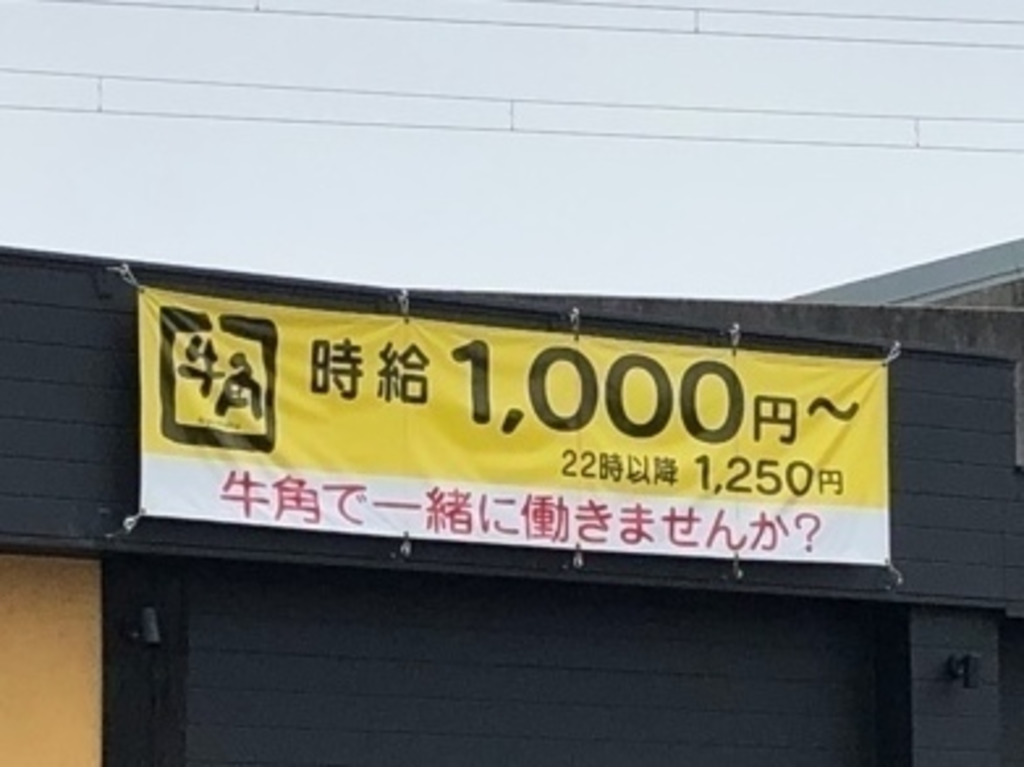 牛角
時給1,000円~
22時以降 1,250円
牛角で一緒に働きませんか?